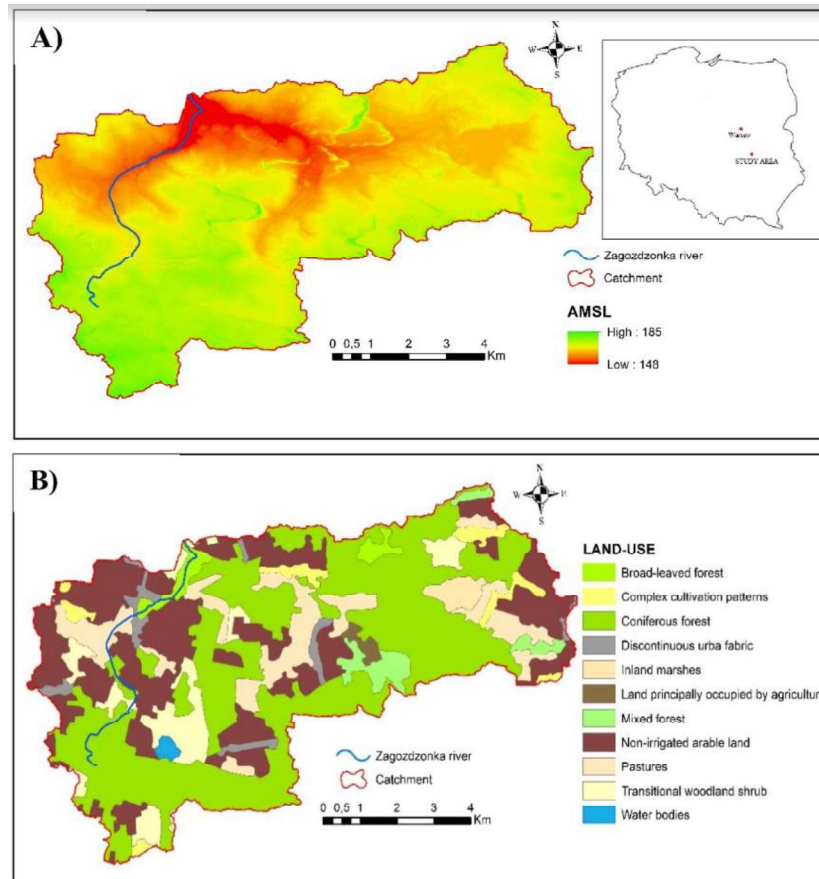 A)
N
W E
S
Warsaw
STUDY AREA
Zagozdzonka river
Catchment
AMSL
High : 185
Low : 148
0 0,5 1 2 3 4
Km
B)
N
W E
S
LAND-USE
Broad-leaved forest
Complex cultivation patterns
Coniferous forest
Discontinuous urba fabric
Inland marshes
Land principally occupied by agricultur
Mixed forest
Non-irrigated arable land
Pastures
Transitional woodland shrub
Water bodies
Zagozdzonka river
Catchment
0 0,5 1 2 3 4
Km